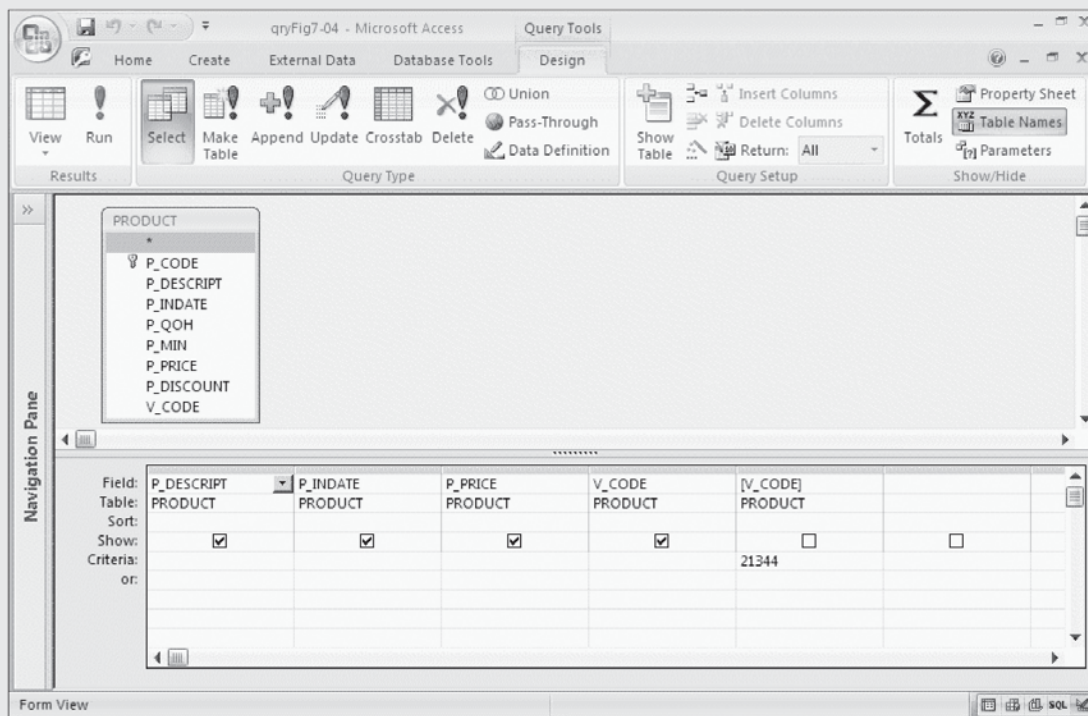 qryFig7-04 - Microsoft Access
Query Tools
Home Create External Data Database Tools Design
View
Run
Select
Make Table
Append
Update
Crosstab
Delete
Union
Pass-Through
Data Definition
Show Table
Insert Columns
Delete Columns
Return: All
Totals
Property Sheet
XYZ Table Names
Parameters
Results
Query Type
Query Setup
Show/Hide
Navigation Pane
PRODUCT
*
P_CODE
P_DESCRIPT
P_INDATE
P_QOH
P_MIN
P_PRICE
P_DISCOUNT
V_CODE
Field: P_DESCRIPT P_INDATE P_PRICE V_CODE [V_CODE]
Table: PRODUCT PRODUCT PRODUCT PRODUCT PRODUCT
Sort:
Show:
Criteria: 21344
or:
Form View
SQL